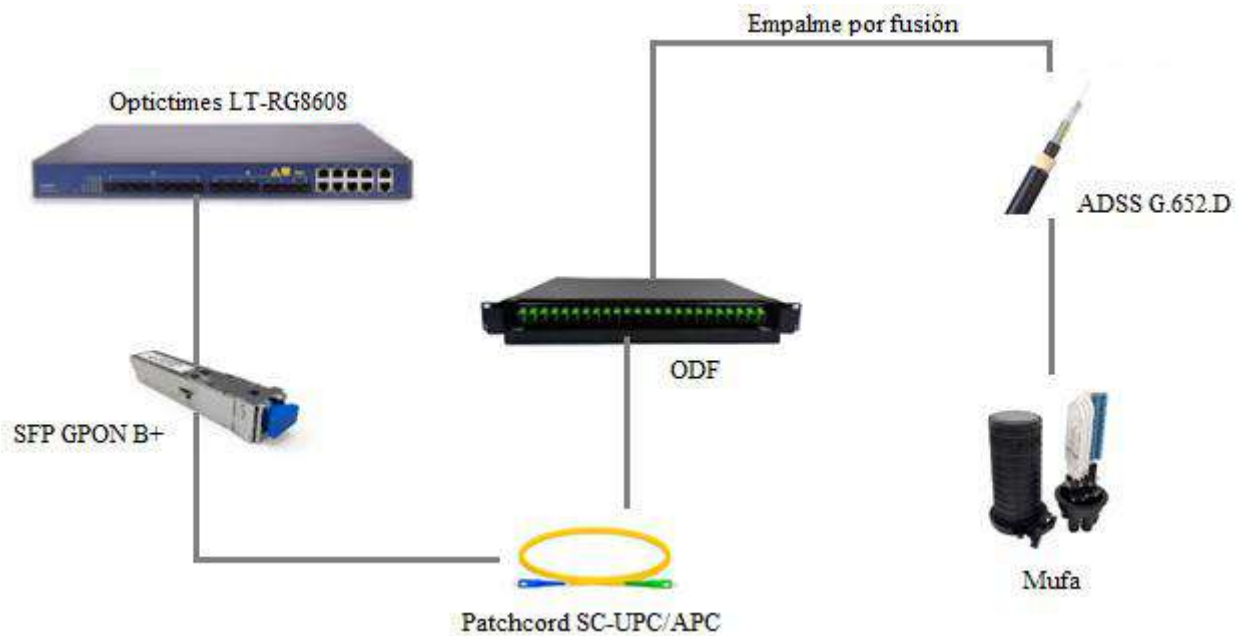 Empalme por fusión
Optictimes LT-RG8608
ADSS G.652.D
ODF
SFP GPON B+
Mufa
Patchcord SC-UPC/APC